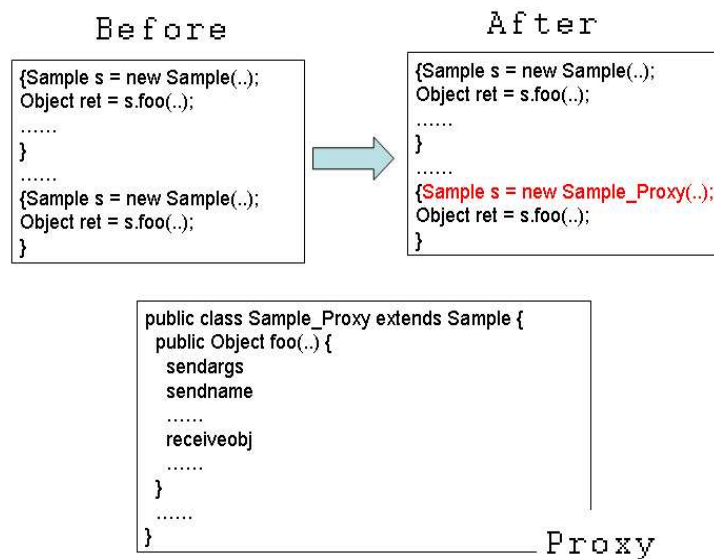 Before
{Sample s = new Sample(..);
Object ret = s.foo(..);
......
}
......
{Sample s = new Sample(..);
Object ret = s.foo(..);
}
After
{Sample s = new Sample(..);
Object ret = s.foo(..);
......
}
......
{Sample s = new Sample_Proxy(..);
Object ret = s.foo(..);
}
public class Sample_Proxy extends Sample {
public Object foo(..) {
sendargs
sendname
......
receiveobj
......
}
......
}
Proxy